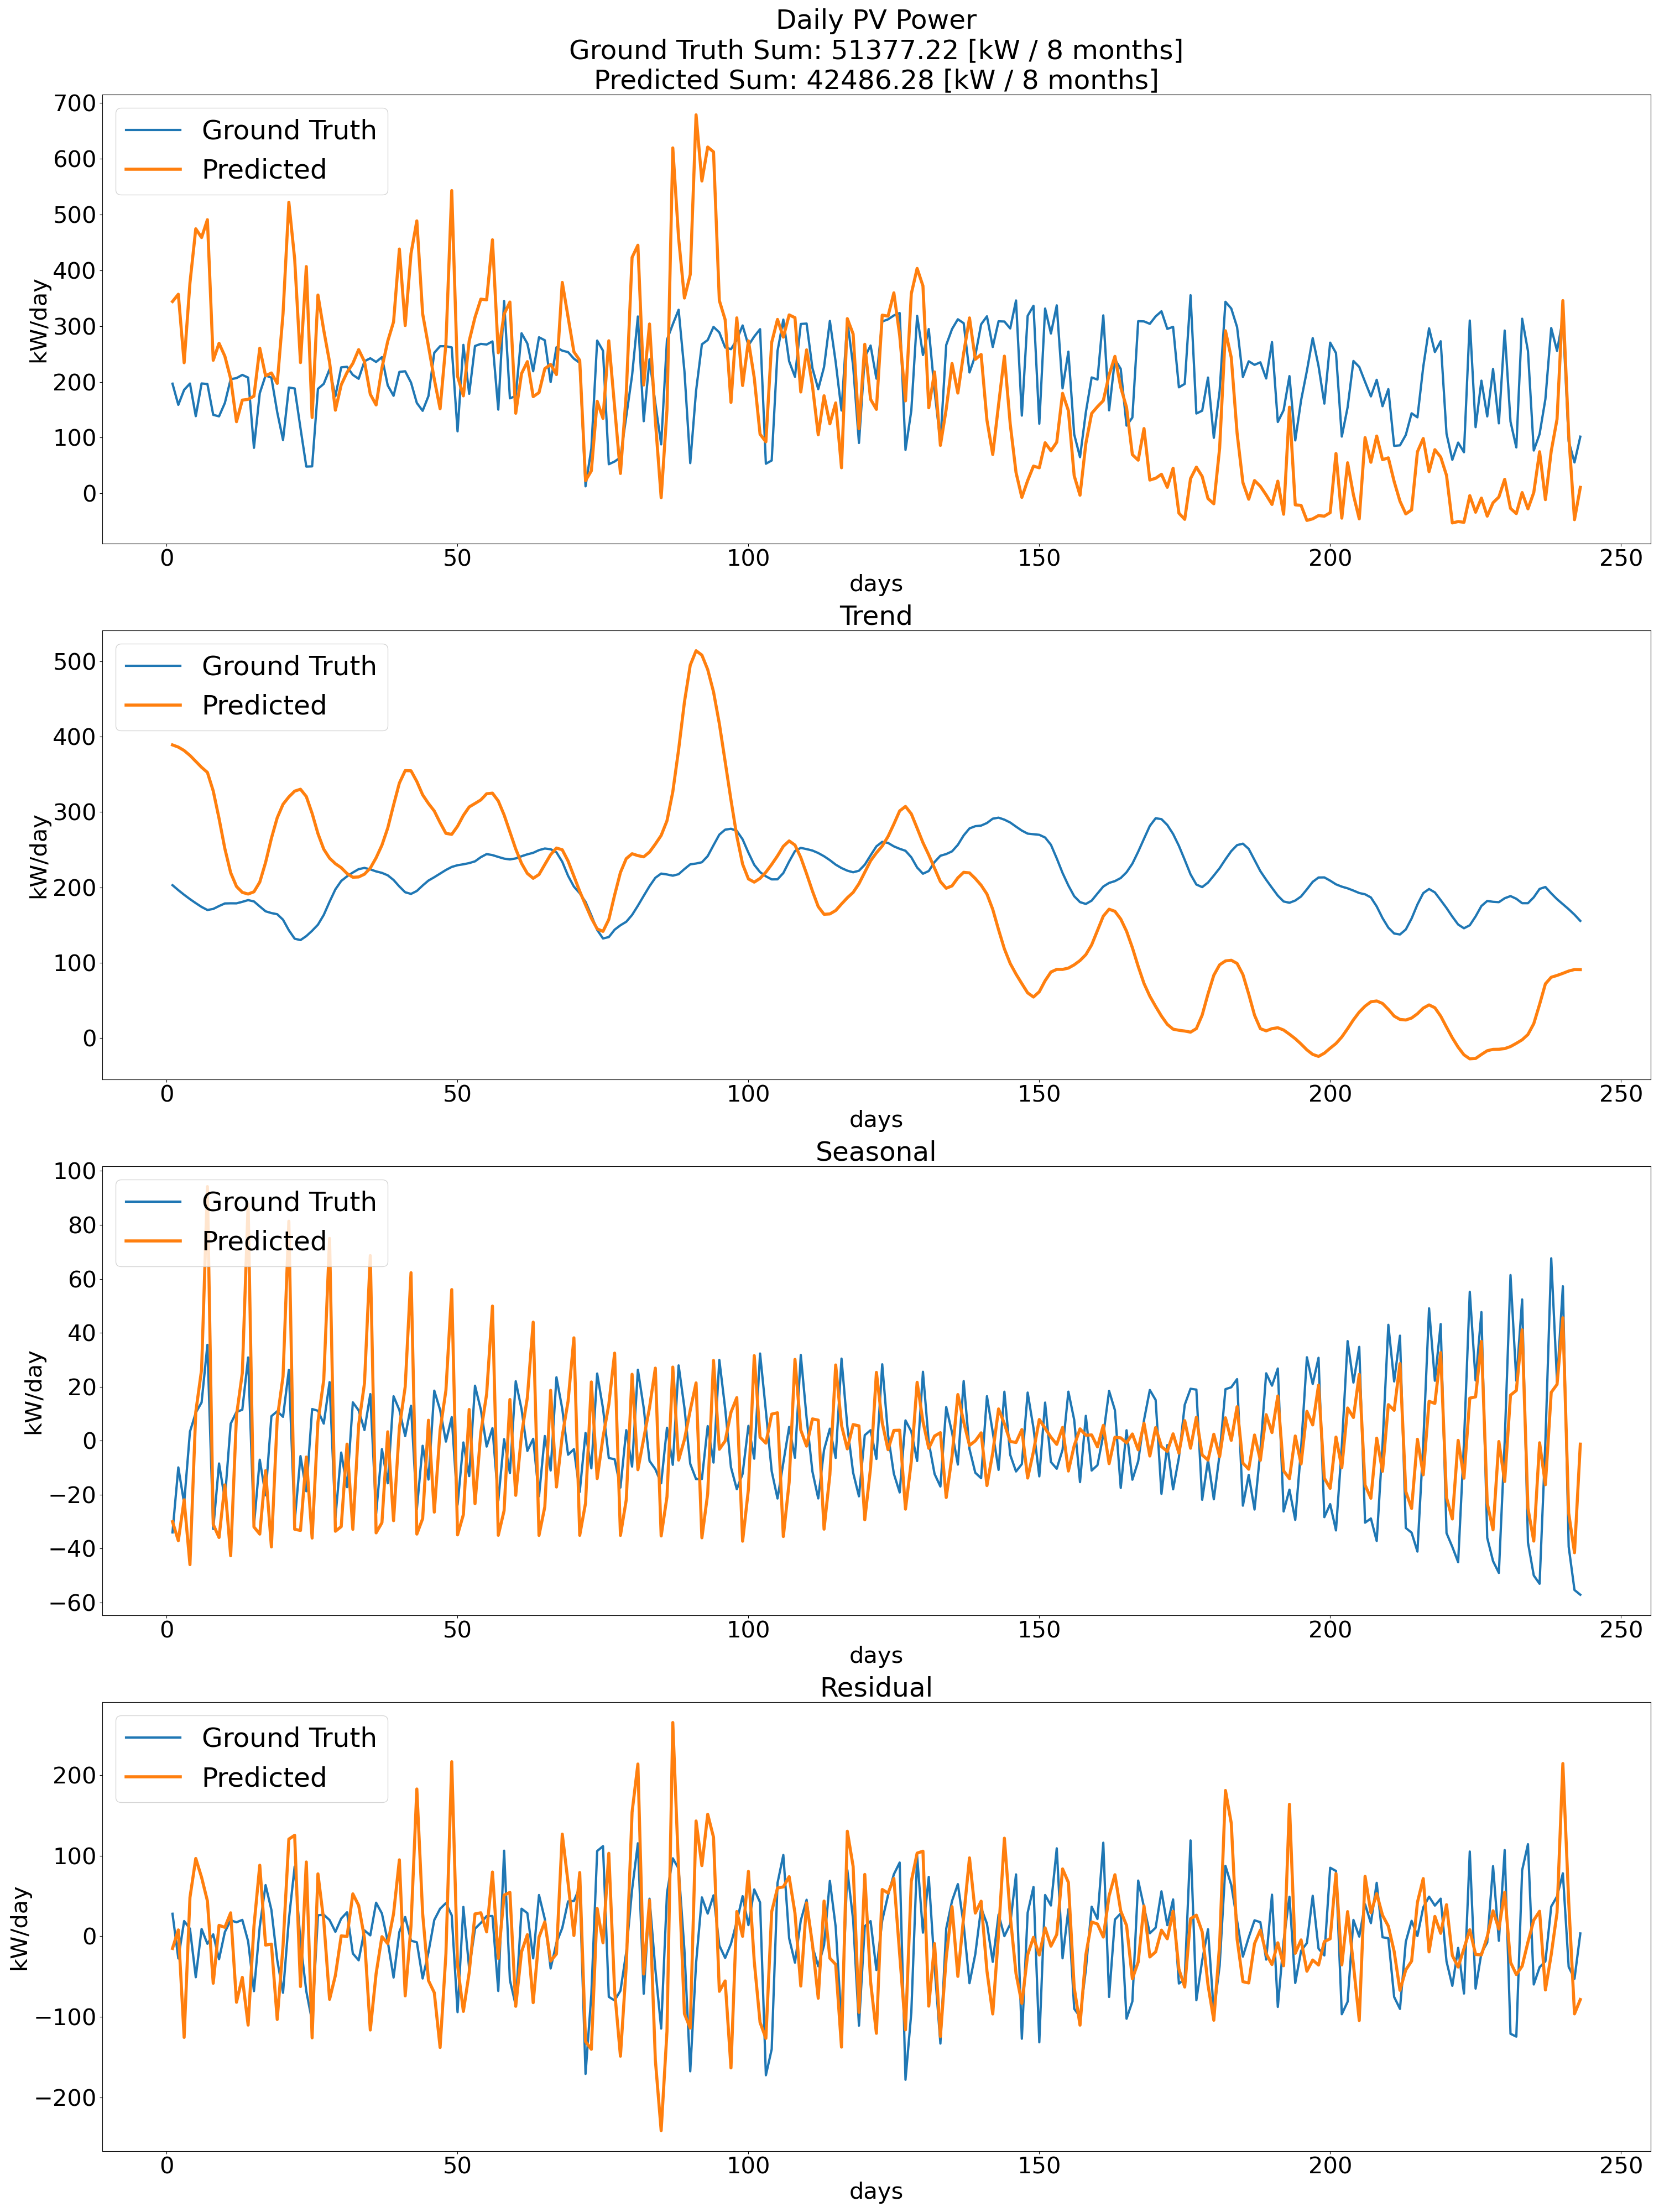 Daily PV Power
Ground Truth Sum: 51377.22 [kW / 8 months]
Predicted Sum: 42486.28 [kW / 8 months]
Ground Truth
Predicted
700
600
500
400
300
200
100
0
kW/day
0 50 100 150 200 250
days
Trend
Ground Truth
Predicted
500
400
300
200
100
0
kW/day
0 50 100 150 200 250
days
Seasonal
Ground Truth
Predicted
100
80
60
40
20
0
−20
−40
−60
kW/day
0 50 100 150 200 250
days
Residual
Ground Truth
Predicted
200
100
0
−100
−200
kW/day
0 50 100 150 200 250
days